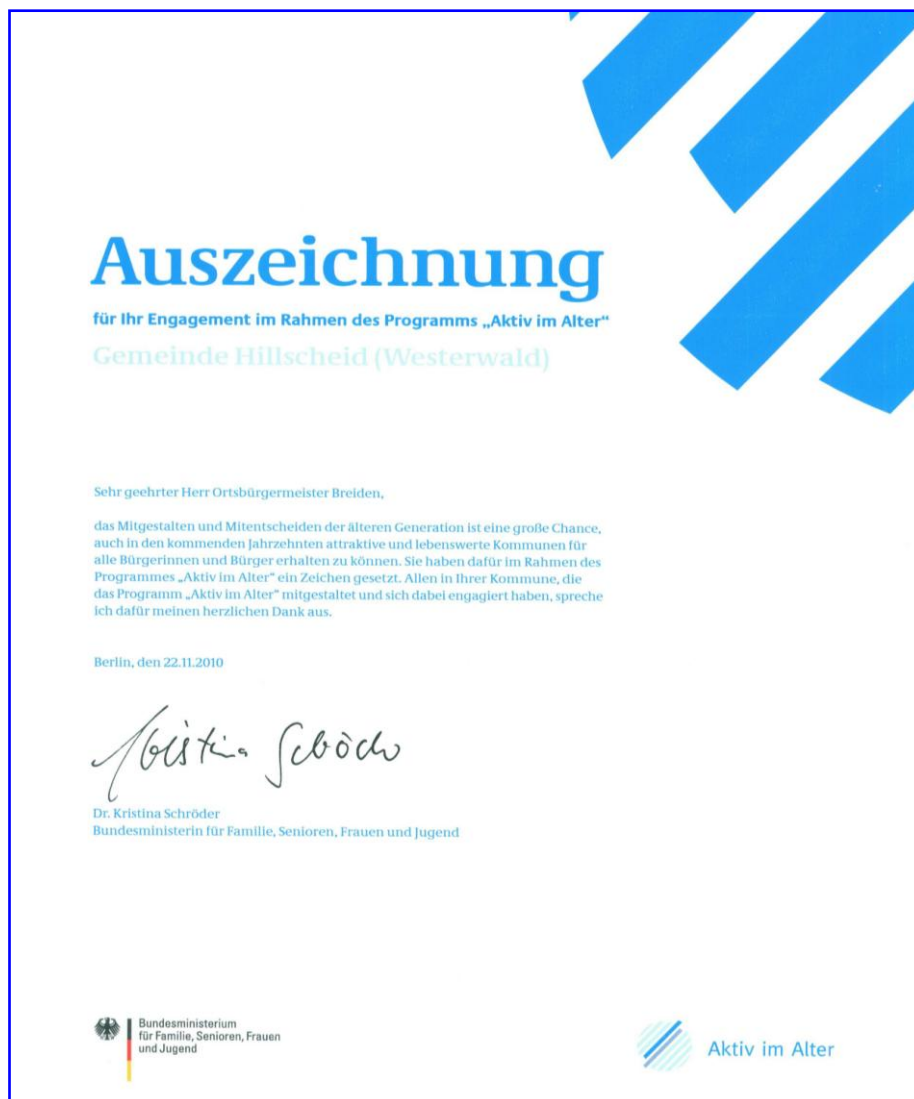 Auszeichnung
für Ihr Engagement im Rahmen des Programms „Aktiv im Alter“
Gemeinde Hillscheid (Westerwald)
Sehr geehrter Herr Ortsbürgermeister Breiden,
das Mitgestalten und Mitentscheiden der älteren Generation ist eine große Chance,
auch in den kommenden Jahrzehnten attraktive und lebenswerte Kommunen für
alle Bürgerinnen und Bürger erhalten zu können. Sie haben dafür im Rahmen des
Programmes „Aktiv im Alter“ ein Zeichen gesetzt. Allen in Ihrer Kommune, die
das Programm „Aktiv im Alter“ mitgestaltet und sich dabei engagiert haben, spreche
ich dafür meinen herzlichen Dank aus.
Berlin, den 22.11.2010
Kristina Schröder
Dr. Kristina Schröder
Bundesministerin für Familie, Senioren, Frauen und Jugend
Bundesministerium
für Familie, Senioren, Frauen
und Jugend
Aktiv im Alter